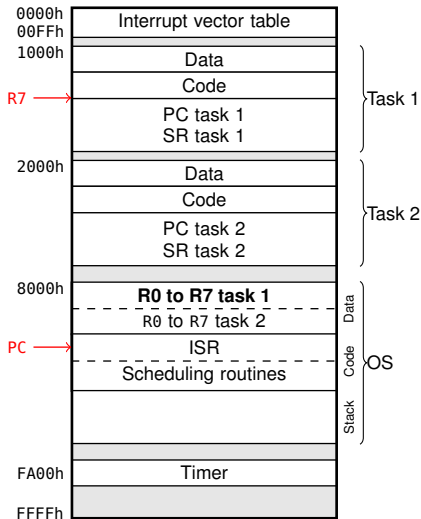 0000h
Interrupt vector table
00FFh
1000h
Data
Code
R7
Task 1
PC task 1
SR task 1
2000h
Data
Code
Task 2
PC task 2
SR task 2
8000h
R0 to R7 task 1
Data
R0 to R7 task 2
PC
ISR
Code
OS
Scheduling routines
Stack
FA00h
Timer
FFFFh